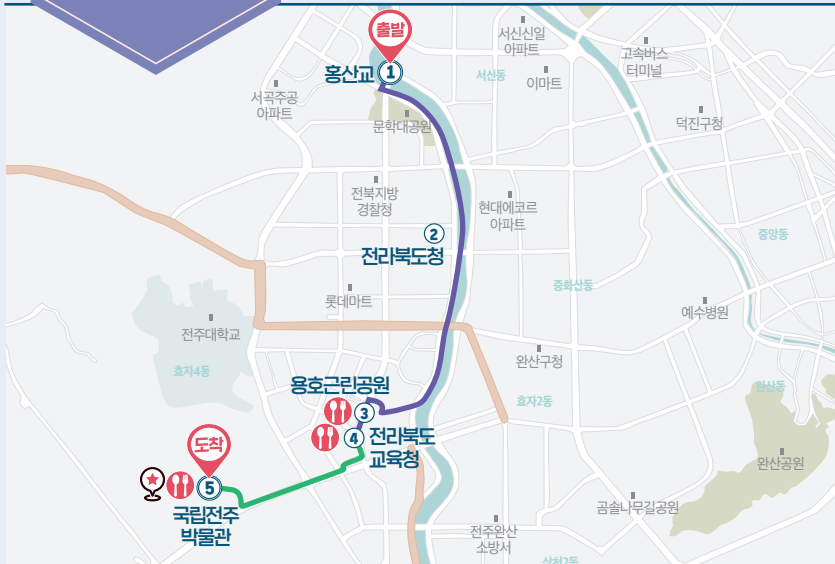 출발
서신신일
아파트
고속버스
터미널
홍산교
1
서신동
이마트
서곡주공
아파트
문학대공원
덕진구청
전북지방
경찰청
현대에코르
아파트
2
전라북도청
중앙동
중화산동
롯데마트
예수병원
전주대학교
완산구청
효자4동
용호근린공원
완산동
3
효자2동
4
전라북도
교육청
도착
완산공원
5
국립전주
박물관
곰솔나무길공원
전주완산
소방서
삼천2동